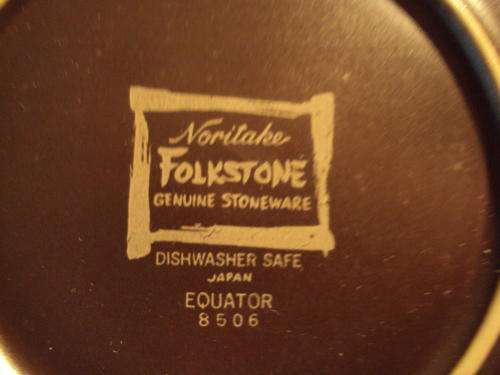 Noritake
FOLKSTONE
GENUINE STONEWARE
DISHWASHER SAFE
JAPAN
EQUATOR
8506